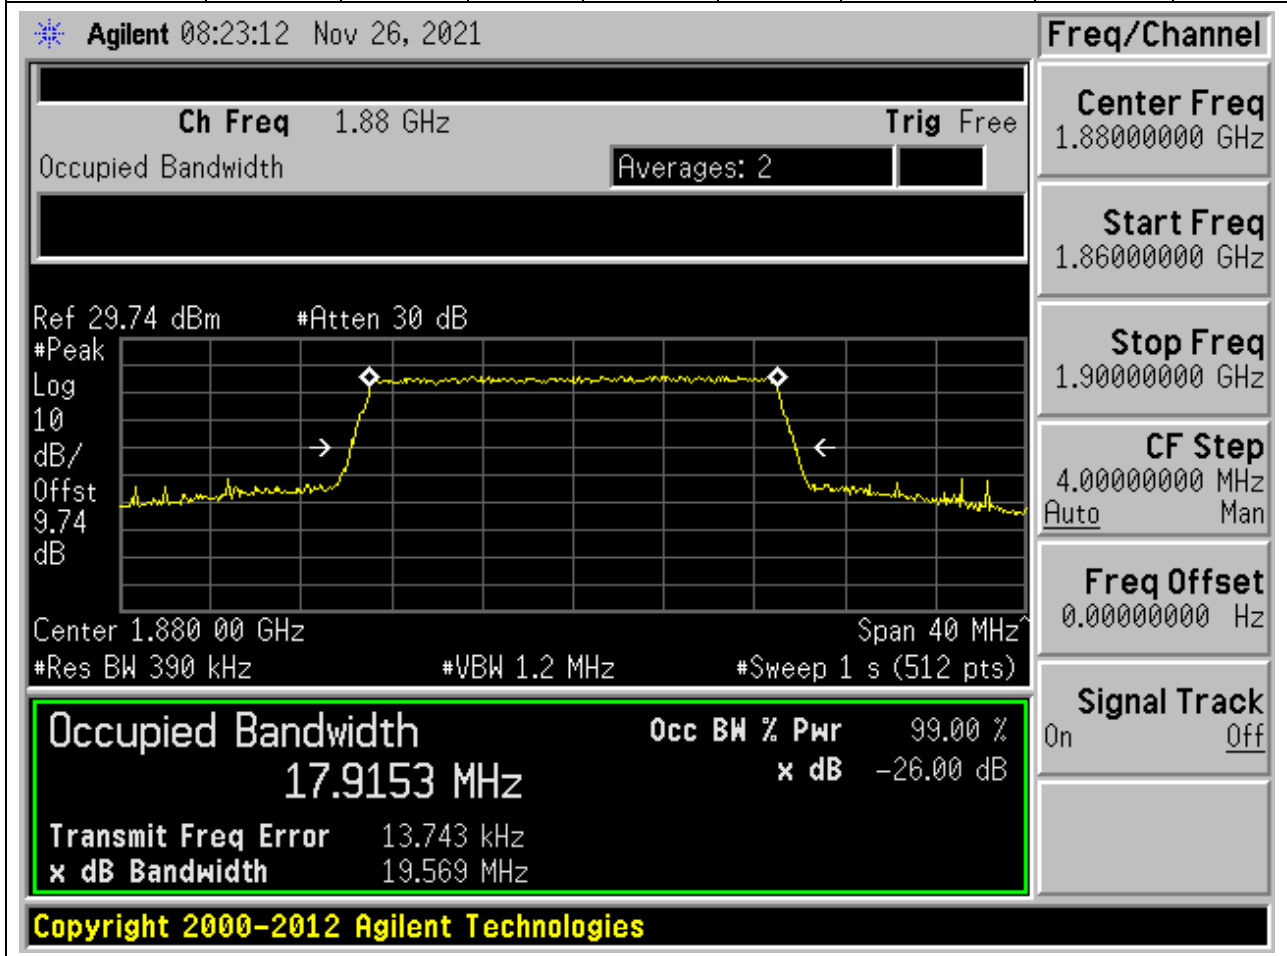 Agilent 08:23:12 Nov 26, 2021
Freq/Channel
Ch Freq 1.88 GHz Trig Free
Occupied Bandwidth Averages: 2
Center Freq
1.88000000 GHz
Start Freq
1.86000000 GHz
Stop Freq
1.90000000 GHz
CF Step
4.00000000 MHz
Auto Man
Freq Offset
0.00000000 Hz
Signal Track
On Off
Ref 29.74 dBm #Atten 30 dB
#Peak
Log
10
dB/
Offst
9.74
dB
Center 1.880 00 GHz Span 40 MHz^
#Res BW 390 kHz #VBW 1.2 MHz #Sweep 1 s (512 pts)
Occupied Bandwidth Occ BW % Pwr 99.00 %
17.9153 MHz x dB -26.00 dB
Transmit Freq Error 13.743 kHz
x dB Bandwidth 19.569 MHz
Copyright 2000-2012 Agilent Technologies